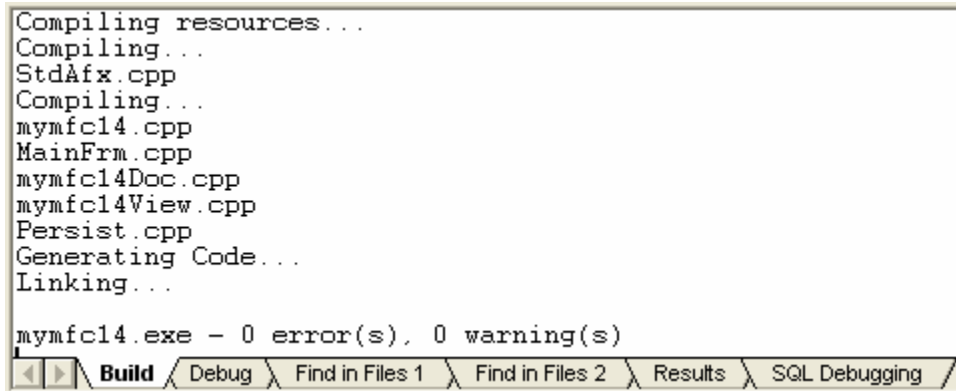 Compiling resources...
Compiling...
StdAfx.cpp
Compiling...
mymfc14.cpp
MainFrm.cpp
mymfc14Doc.cpp
mymfc14View.cpp
Persist.cpp
Generating Code...
Linking...
mymfc14.exe - 0 error(s), 0 warning(s)
Build Debug Find in Files 1 Find in Files 2 Results SQL Debugging